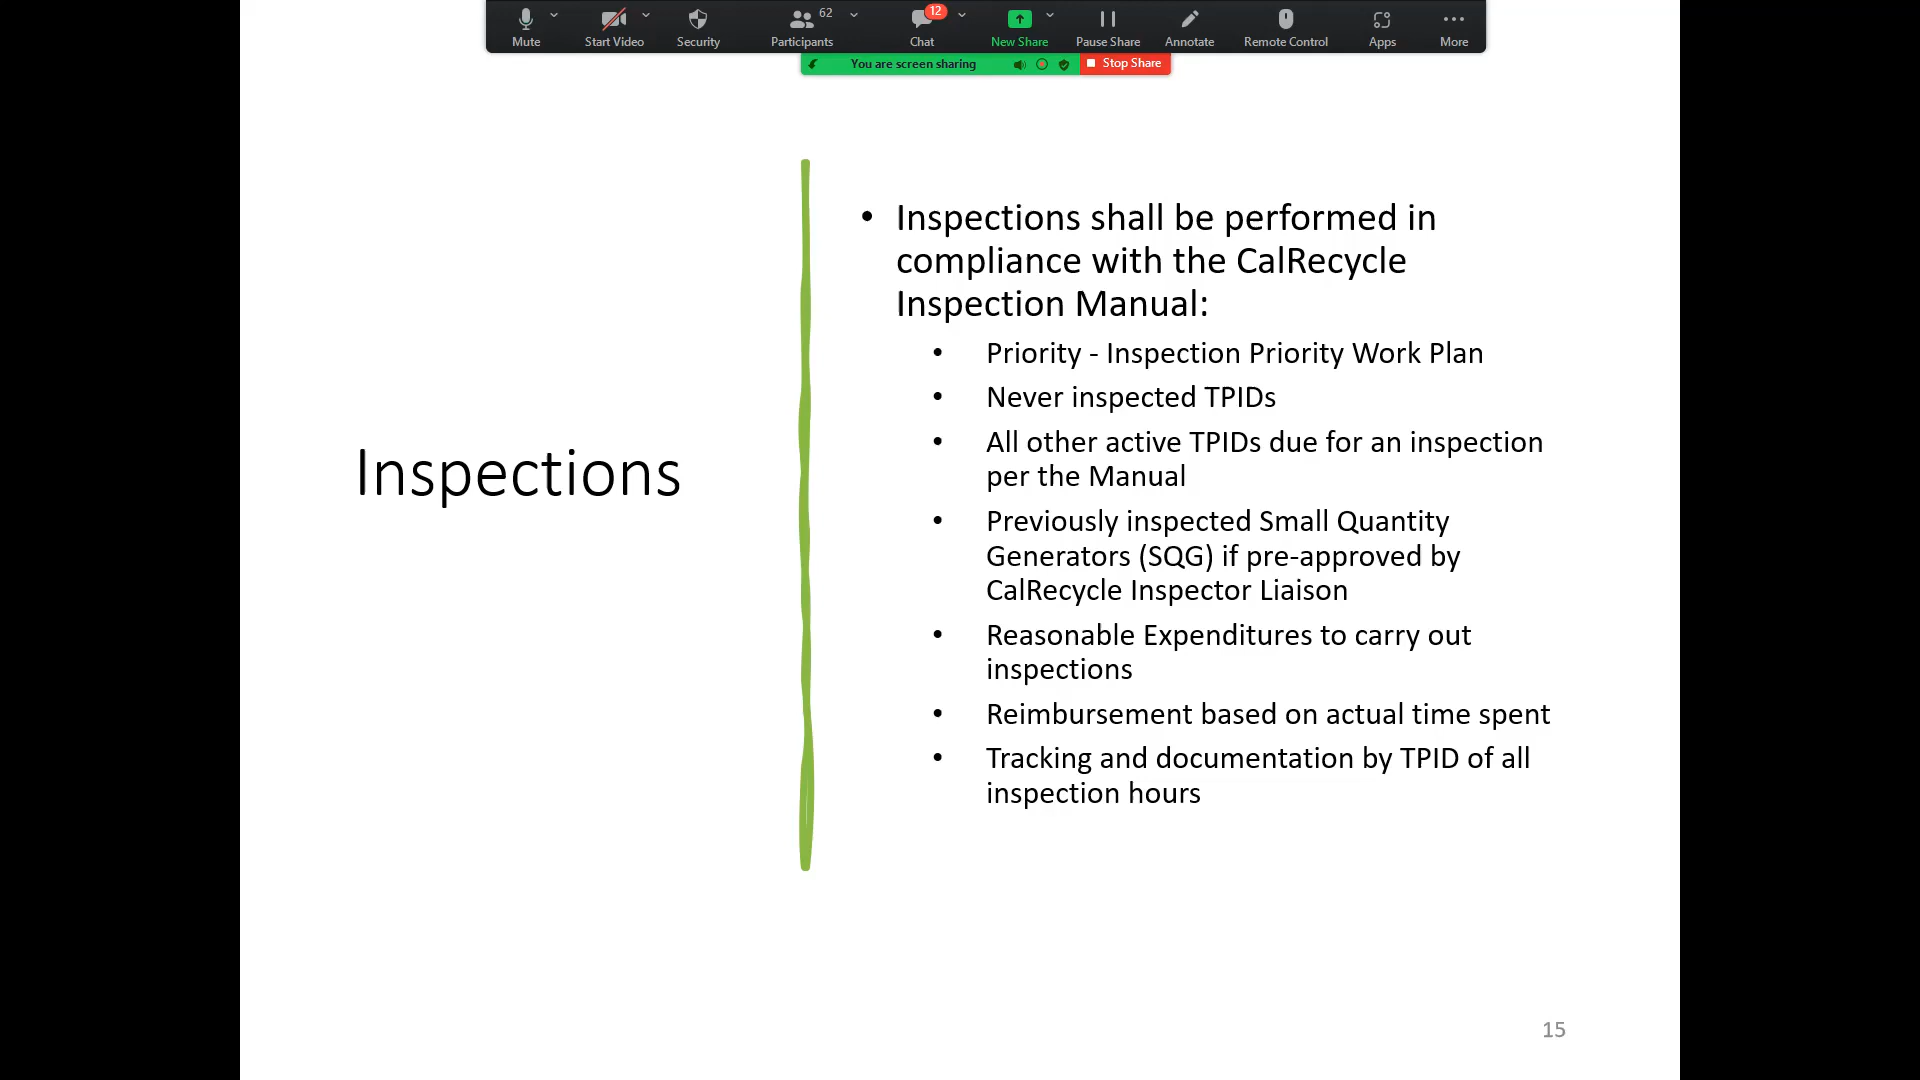 62
12
Mute
Start Video
Security
Participants
Chat
New Share
Pause Share
Annotate
Remote Control
Apps
More
You are screen sharing
Stop Share
Inspections
• Inspections shall be performed in
compliance with the CalRecycle
Inspection Manual:
• Priority - Inspection Priority Work Plan
• Never inspected TPIDs
• All other active TPIDs due for an inspection
per the Manual
• Previously inspected Small Quantity
Generators (SQG) if pre-approved by
CalRecycle Inspector Liaison
• Reasonable Expenditures to carry out
inspections
• Reimbursement based on actual time spent
• Tracking and documentation by TPID of all
inspection hours
15